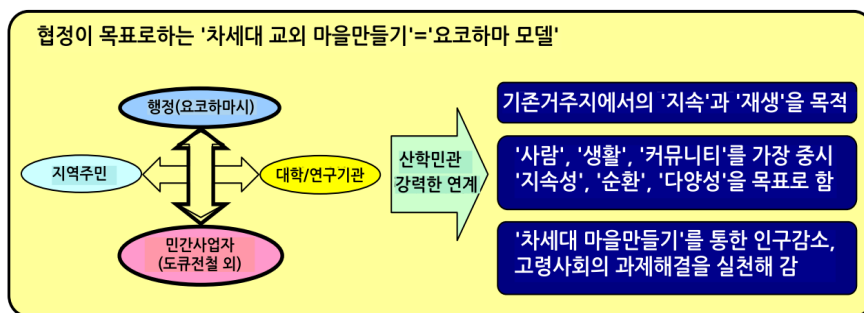 협정이 목표로하는 '차세대 교외 마을만들기'='요코하마 모델'
행정(요코하마시)
지역주민
대학/연구기관
민간사업자
(도큐전철 외)
산학민관
강력한 연계
기존거주지에서의 '지속'과 '재생'을 목적
'사람', '생활', '커뮤니티'를 가장 중시
'지속성', '순환', '다양성'을 목표로 함
'차세대 마을만들기'를 통한 인구감소,
고령사회의 과제해결을 실천해 감